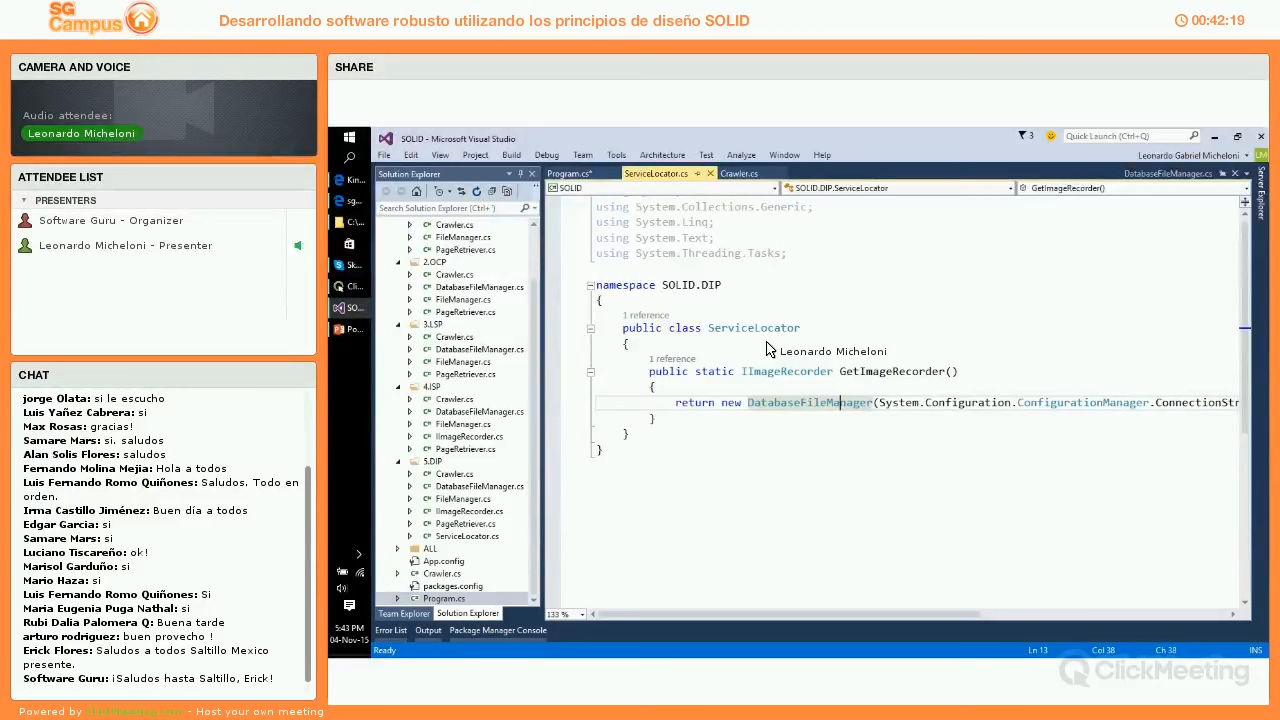 SG
Campus
Desarrollando software robusto utilizando los principios de diseño SOLID
00:42:19
CAMERA AND VOICE
Audio attendee:
Leonardo Micheloni
ATTENDEE LIST
PRESENTERS
Software Guru - Organizer
Leonardo Micheloni - Presenter
CHAT
jorge Olata: si le escucho
Luis Yañez Cabrera: si
Max Rosas: gracias!
Samare Mars: si. saludos
Alan Solis Flores: saludos
Fernando Molina Mejia: Hola a todos
Luis Fernando Romo Quiñones: Saludos. Todo en
orden.
Irma Castillo Jiménez: Buen día a todos
Edgar Garcia: si
Samare Mars: si
Luciano Tiscareño: ok!
Marisol Garduño: si
Mario Haza: si
Luis Fernando Romo Quiñones: Si
Maria Eugenia Puga Nathal: si
Rubi Dalia Palomera Q: Buena tarde
arturo rodriguez: buen provecho !
Erick Flores: Saludos a todos Saltillo Mexico
presente.
Software Guru: ¡Saludos hasta Saltillo, Erick!
SHARE
Kin...
sg...
C:\...
Sk...
Cli...
SO...
Po...
5:43 PM
04-Nov-15
SOLID - Microsoft Visual Studio
3
Quick Launch (Ctrl+Q)
File Edit View Project Build Debug Team Tools Architecture Test Analyze Window Help
Leonardo Gabriel Micheloni
LM
Solution Explorer
Search Solution Explorer (Ctrl+
Crawler.cs
FileManager.cs
PageRetriever.cs
2.OCP
Crawler.cs
DatabaseFileManager.cs
FileManager.cs
PageRetriever.cs
3.LSP
Crawler.cs
DatabaseFileManager.cs
FileManager.cs
PageRetriever.cs
4.ISP
Crawler.cs
DatabaseFileManager.cs
FileManager.cs
IImageRecorder.cs
PageRetriever.cs
5.DIP
Crawler.cs
DatabaseFileManager.cs
FileManager.cs
IImageRecorder.cs
PageRetriever.cs
ServiceLocator.cs
ALL
App.config
Crawler.cs
packages.config
Program.cs
Team Explorer Solution Explorer
Program.cs* ServiceLocator.cs Crawler.cs DatabaseFileManager.cs
SOLID SOLID.DIP.ServiceLocator GetImageRecorder()
Server Explorer
using System.Collections.Generic;
using System.Linq;
using System.Text;
using System.Threading.Tasks;
namespace SOLID.DIP
{
1 reference
public class ServiceLocator
{
Leonardo Micheloni
1 reference
public static IImageRecorder GetImageRecorder()
{
return new DatabaseFileManager(System.Configuration.ConfigurationManager.ConnectionStr
}
}
}
133 %
Error List Output Package Manager Console
Ready Ln 13 Col 38 Ch 38 INS
ClickMeeting
Powered by ClickMeeting.com - Host your own meeting